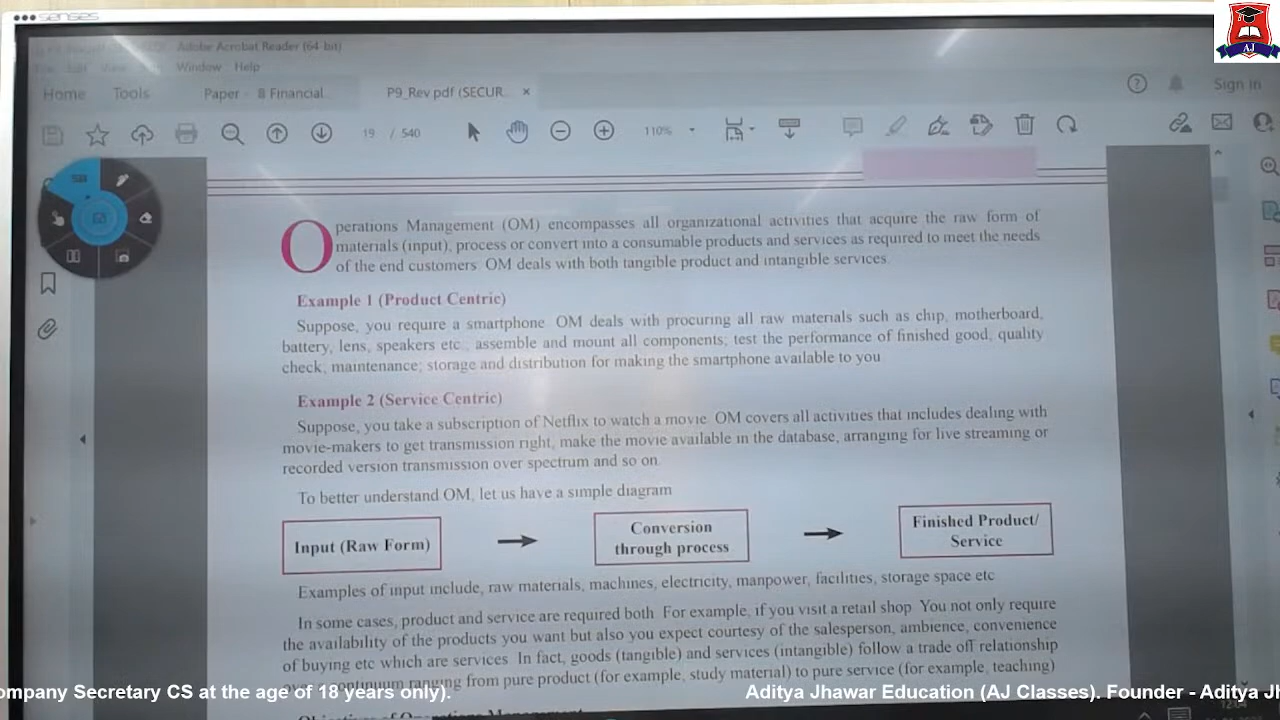 senses
AJ
Adobe Acrobat Reader (64-bit)
Window Help
Home Tools Paper - 8 Financial P9_Rev.pdf (SECUR... ×
Sign in
19 / 540
110%
Operations Management (OM) encompasses all organizational activities that acquire the raw form of
materials (input), process or convert into a consumable products and services as required to meet the needs
of the end customers. OM deals with both tangible product and intangible services.
Example 1 (Product Centric)
Suppose, you require a smartphone. OM deals with procuring all raw materials such as chip, motherboard,
battery, lens, speakers etc., assemble and mount all components; test the performance of finished good, quality
check; maintenance; storage and distribution for making the smartphone available to you.
Example 2 (Service Centric)
Suppose, you take a subscription of Netflix to watch a movie. OM covers all activities that includes dealing with
movie-makers to get transmission right, make the movie available in the database, arranging for live streaming or
recorded version transmission over spectrum and so on.
To better understand OM, let us have a simple diagram
Input (Raw Form)
Conversion
through process
Finished Product/
Service
Examples of input include, raw materials, machines, electricity, manpower, facilities, storage space etc
In some cases, product and service are required both. For example, if you visit a retail shop. You not only require
the availability of the products you want but also you expect courtesy of the salesperson, ambience, convenience
of buying etc which are services. In fact, goods (tangible) and services (intangible) follow a trade off relationship
continuum ranging from pure product (for example, study material) to pure service (for example, teaching)
ompany Secretary CS at the age of 18 years only). Aditya Jhawar Education (AJ Classes). Founder - Aditya Jh